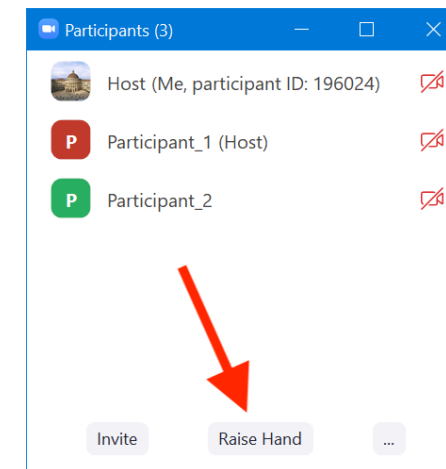 Participants (3)
Host (Me, participant ID: 196024)
P Participant_1 (Host)
P Participant_2
Invite Raise Hand ...